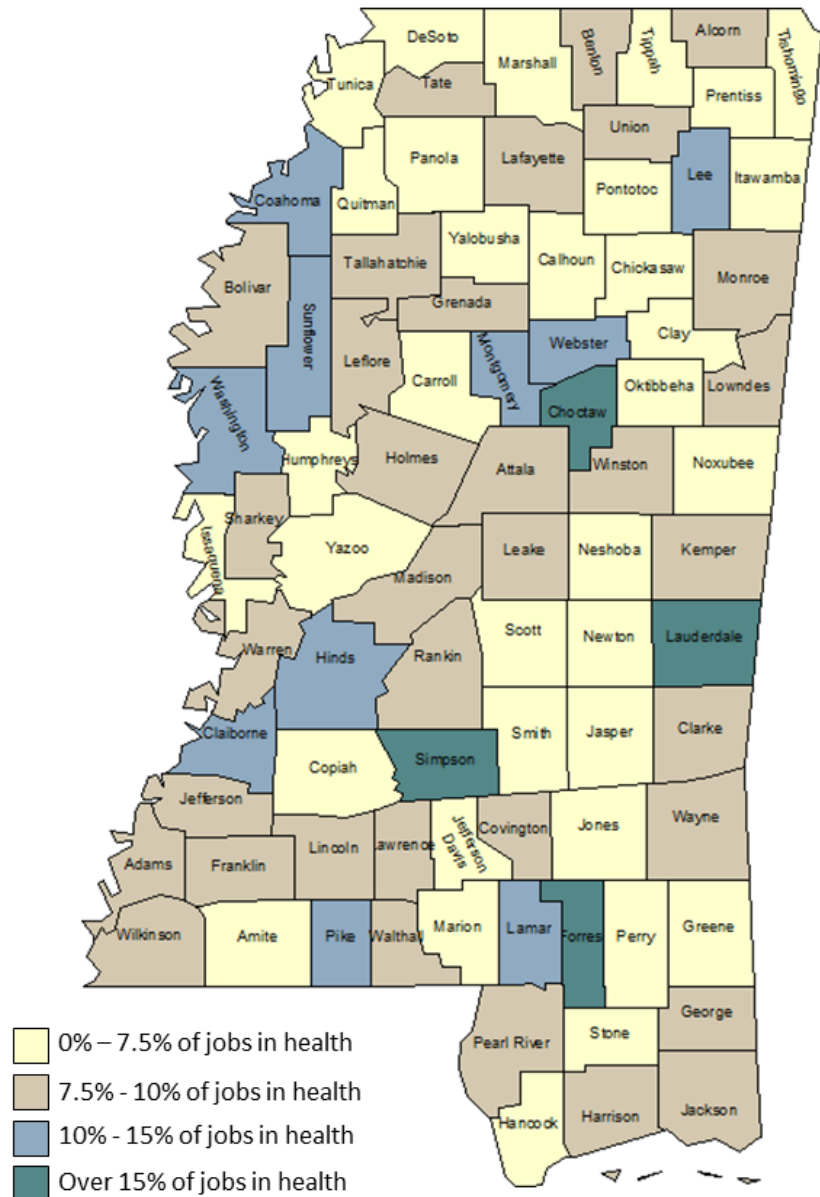 DeSoto
Marshall
Benton
Tippah
Alcorn
Tishomingo
Tunica
Tate
Prentiss
Union
Panola
Lafayette
Lee
Itawamba
Pontotoc
Coahoma
Quitman
Yalobusha
Tallahatchie
Calhoun
Chickasaw
Monroe
Bolivar
Grenada
Sunflower
Clay
Webster
Montgomery
Leflore
Carroll
Oktibbeha
Lowndes
Washington
Choctaw
Humphreys
Holmes
Attala
Winston
Noxubee
Sharkey
Issaquena
Yazoo
Leake
Neshoba
Kemper
Madison
Scott
Newton
Lauderdale
Warren
Hinds
Rankin
Claiborne
Simpson
Smith
Jasper
Clarke
Copiah
Jefferson
Lincoln
Lawrence
Jefferson
Davis
Covington
Jones
Wayne
Adams
Franklin
Wilkinson
Amite
Pike
Walthall
Marion
Lamar
Forres
Perry
Greene
George
Pearl River
Stone
Hancock
Harrison
Jackson
0% – 7.5% of jobs in health
7.5% - 10% of jobs in health
10% - 15% of jobs in health
Over 15% of jobs in health